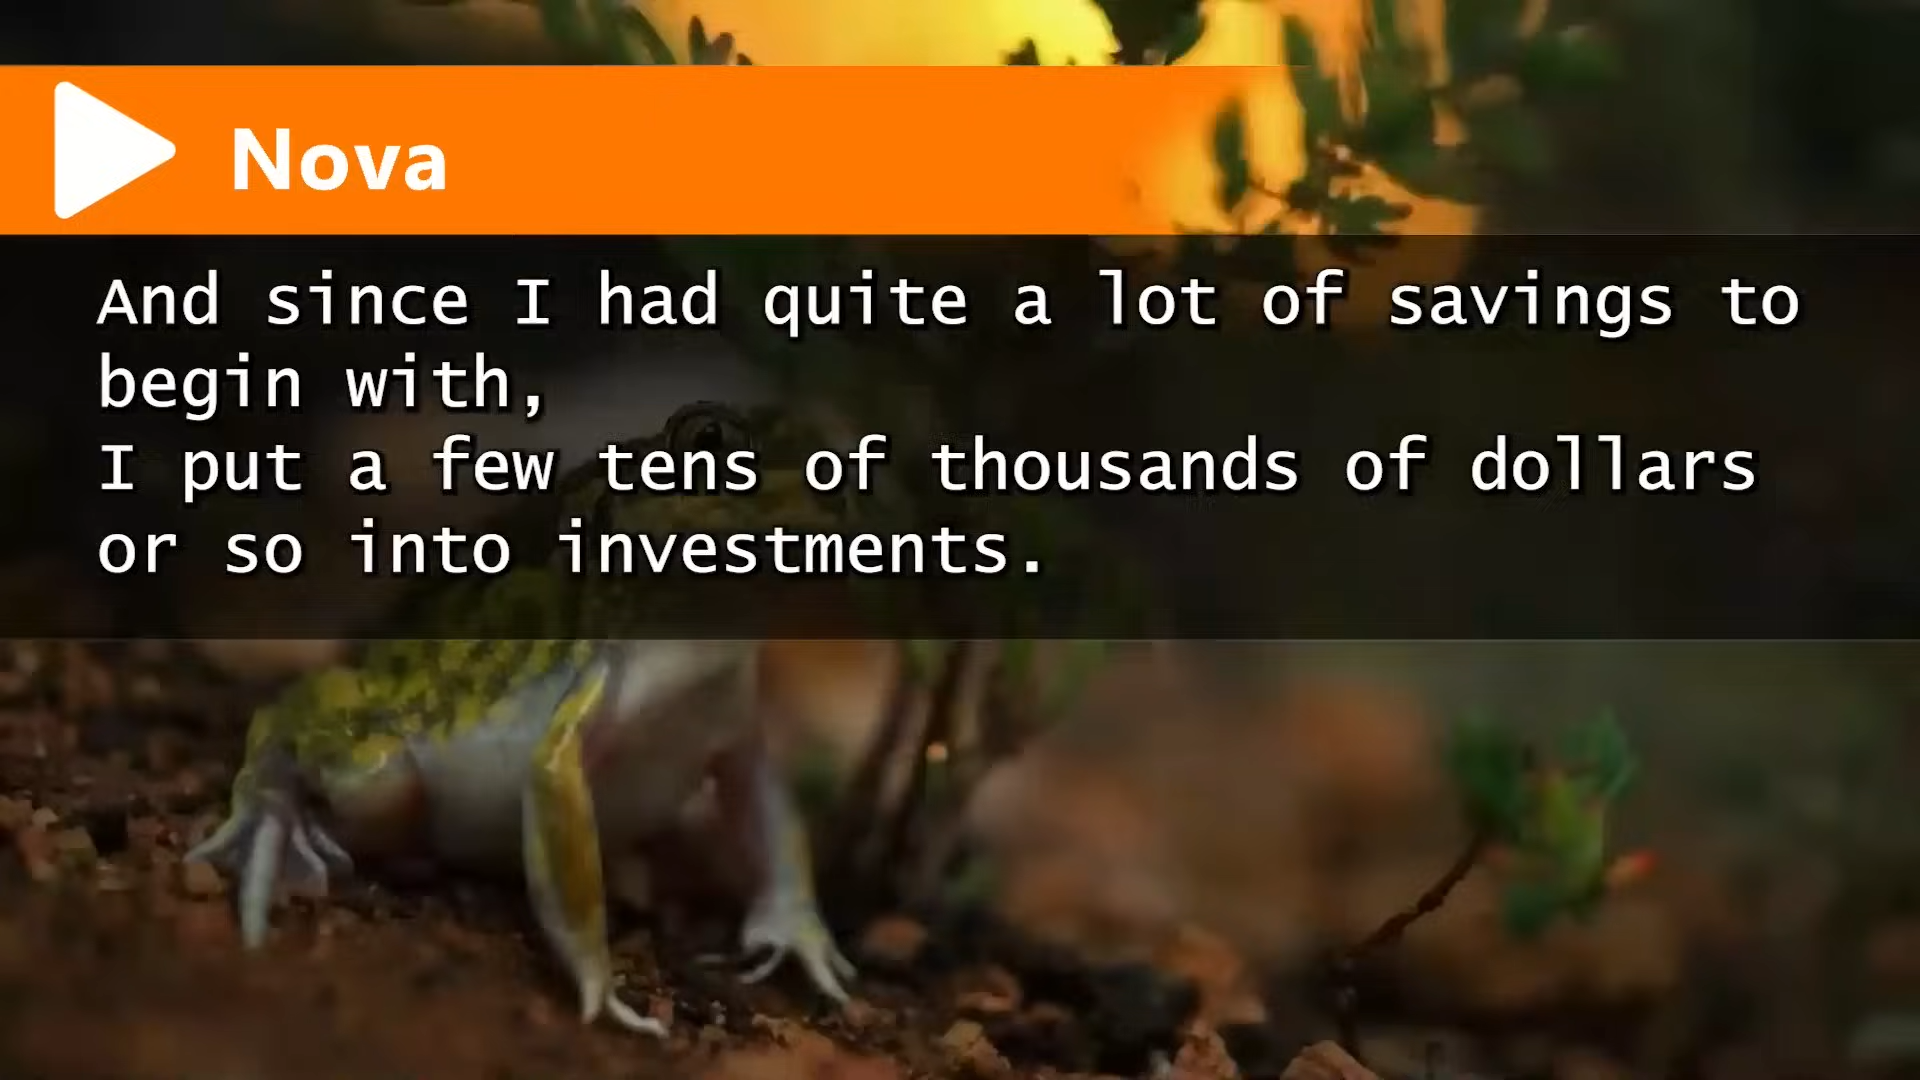 Nova
And since I had quite a lot of savings to
begin with,
I put a few tens of thousands of dollars
or so into investments.